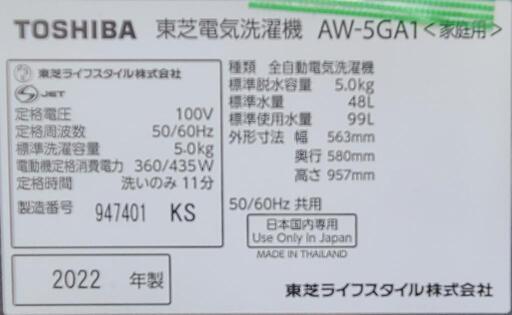 TOSHIBA 東芝電気洗濯機 AW-5GA1<家庭用>
東芝ライフスタイル株式会社
JET
定格電圧 100V
定格周波数 50/60Hz
標準洗濯容量 5.0kg
電動機定格消費電力 360/435W
定格時間 洗いのみ 11分
製造番号 947401 KS
2022 年製
種類 全自動電気洗濯機
標準脱水容量 5.0kg
標準水量 48L
標準使用水量 99L
外形寸法 幅 563mm
奥行 580mm
高さ 957mm
50/60Hz 共用
日本国内専用
Use Only in Japan
MADE IN THAILAND
東芝ライフスタイル株式会社